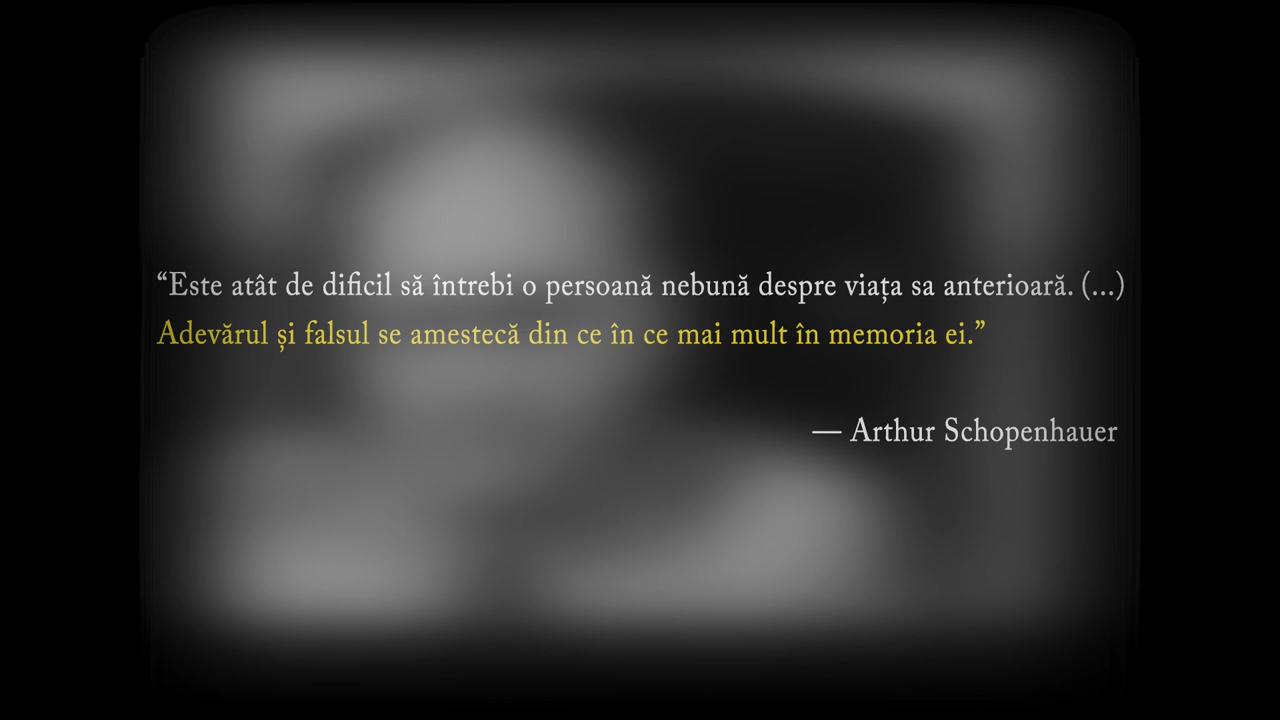 “Este atât de dificil să întrebi o persoană nebună despre viața sa anterioară. (...)
Adevărul și falsul se amestecă din ce în ce mai mult în memoria ei.”
— Arthur Schopenhauer